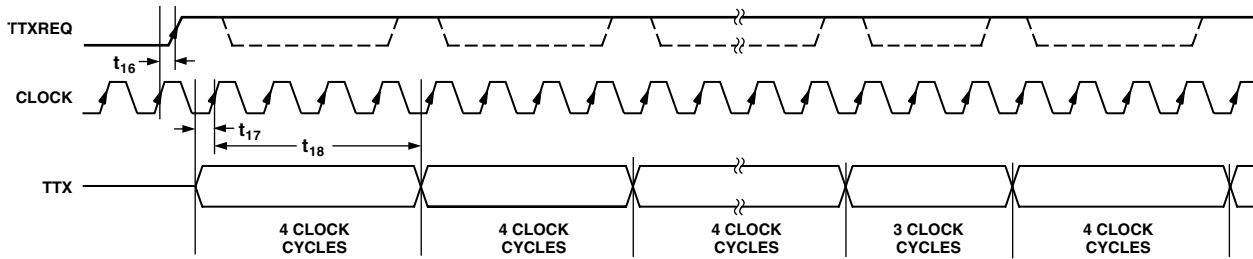 TTXREQ
t16
CLOCK
t17
t18
TTX
4 CLOCK
CYCLES
4 CLOCK
CYCLES
4 CLOCK
CYCLES
3 CLOCK
CYCLES
4 CLOCK
CYCLES